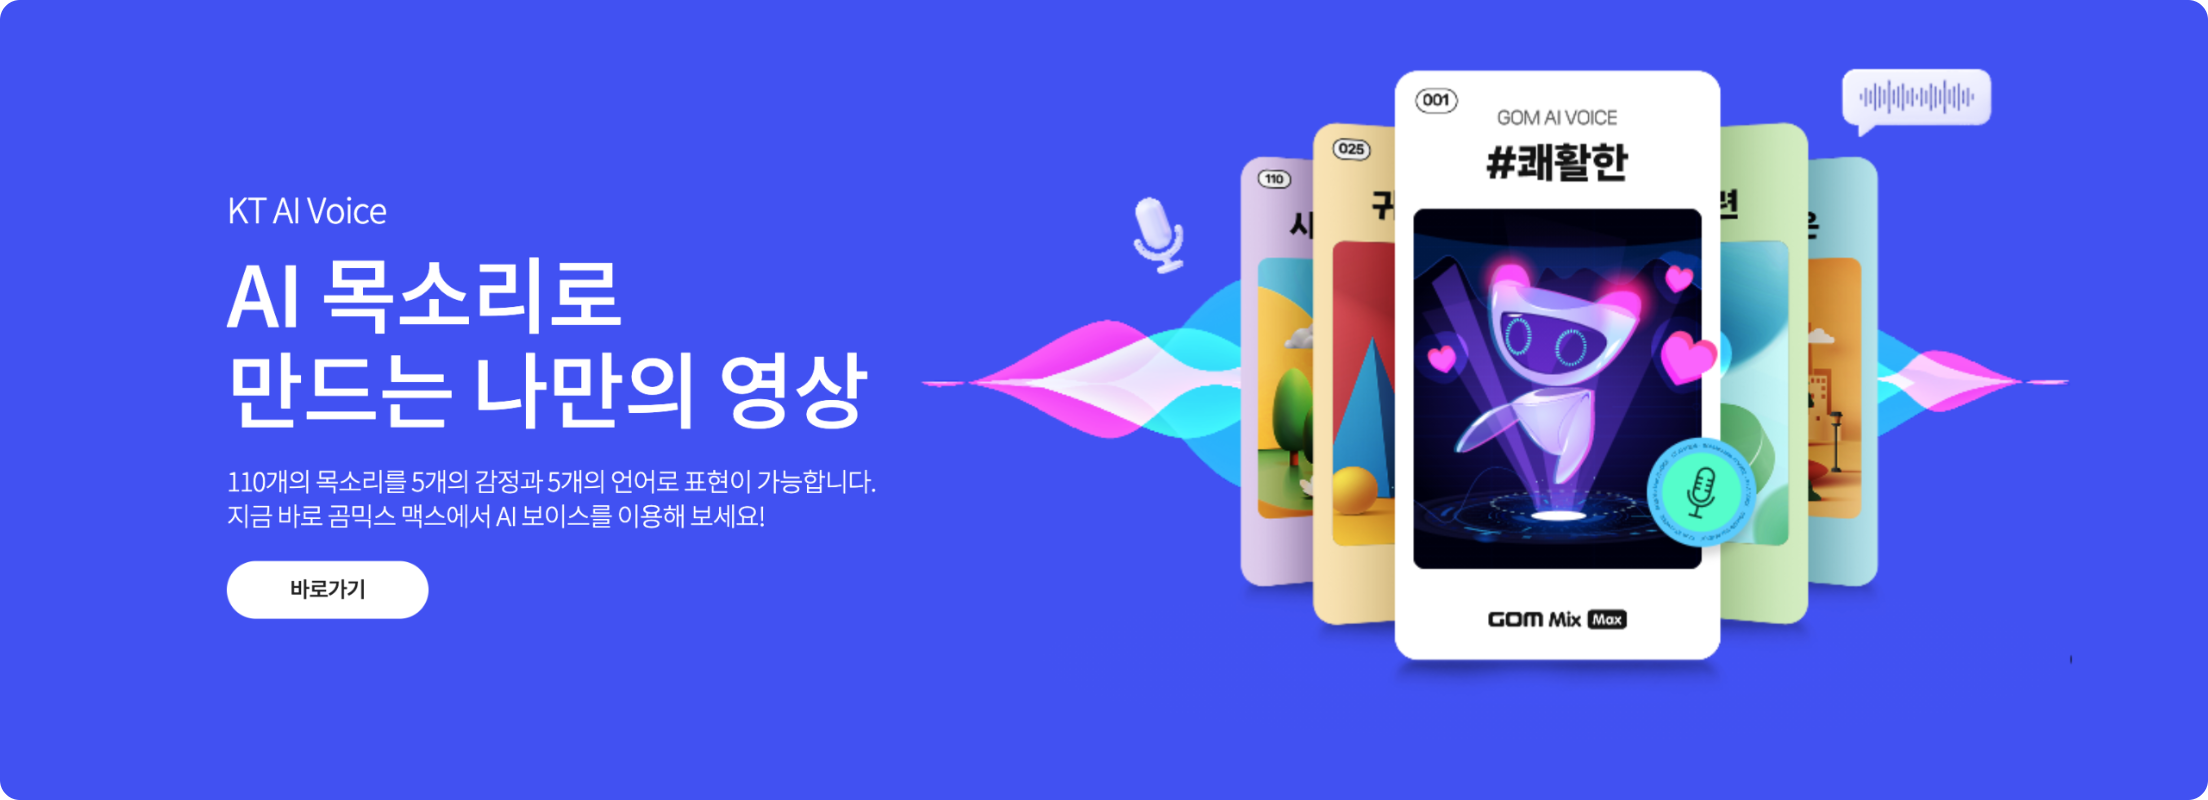 KT AI Voice
AI 목소리로
만드는 나만의 영상
110개의 목소리를 5개의 감정과 5개의 언어로 표현이 가능합니다.
지금 바로 곰믹스 맥스에서 AI 보이스를 이용해 보세요!
바로가기
110
025
001
GOM AI VOICE
#쾌활한
GOM Mix Max